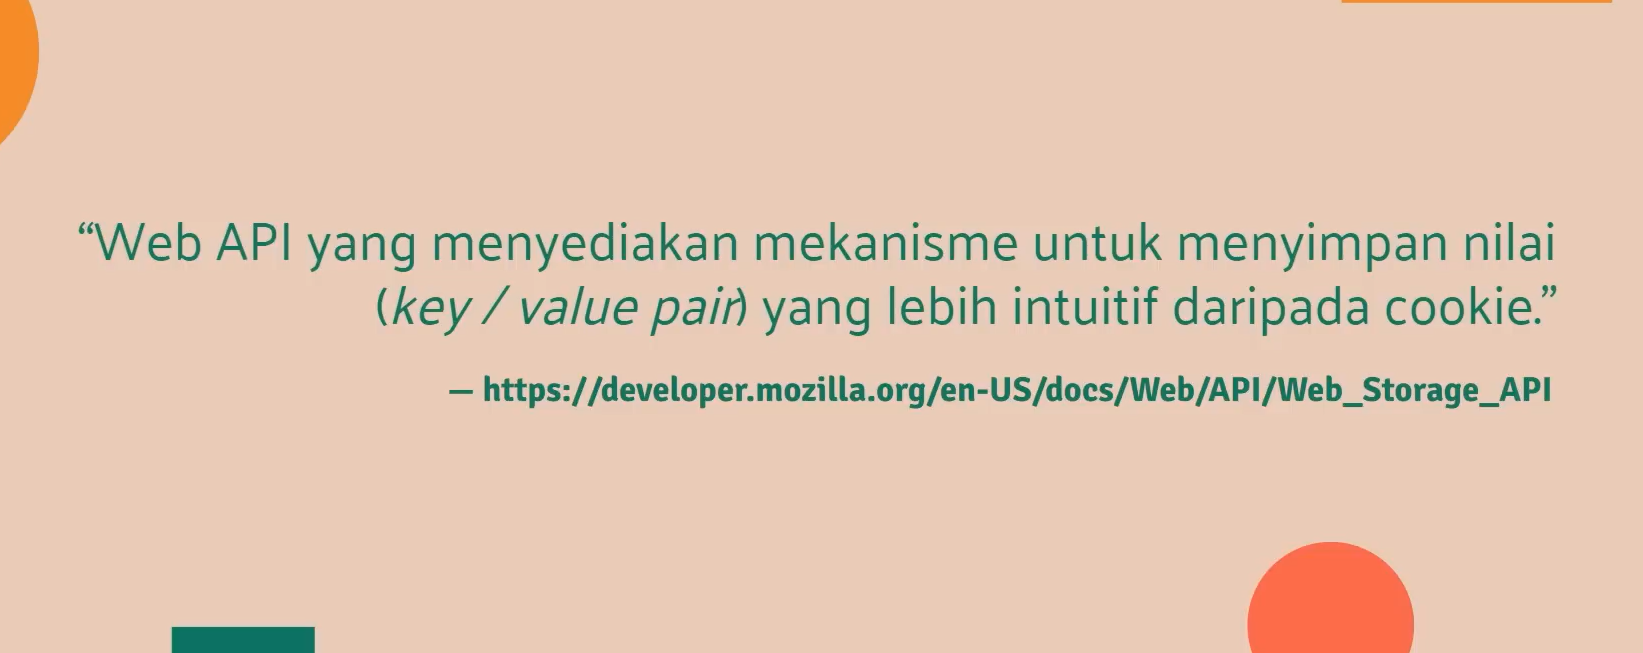 “Web API yang menyediakan mekanisme untuk menyimpan nilai
(key / value pair) yang lebih intuitif daripada cookie.”
— https://developer.mozilla.org/en-US/docs/Web/API/Web_Storage_API